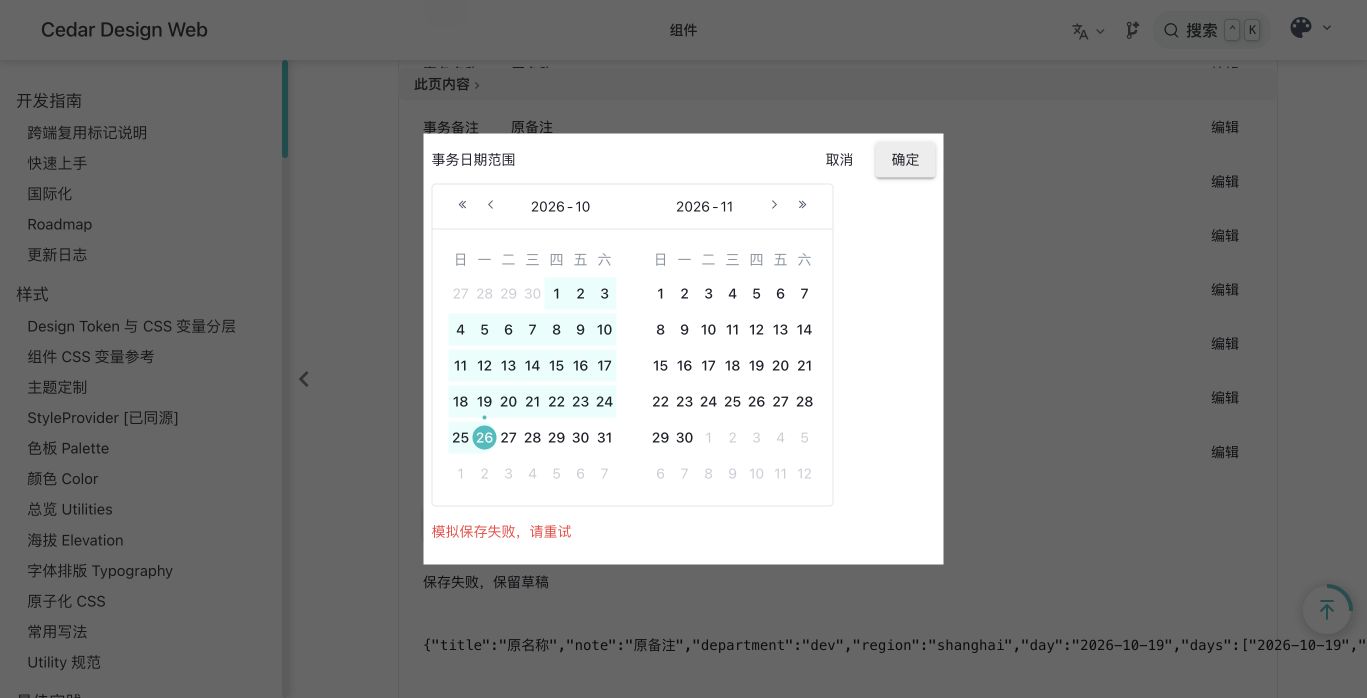 Cedar Design Web
组件
搜索 ^ K
开发指南
跨端复用标记说明
快速上手
国际化
Roadmap
更新日志
样式
Design Token 与 CSS 变量分层
组件 CSS 变量参考
主题定制
StyleProvider [已同源]
色板 Palette
颜色 Color
总览 Utilities
海拔 Elevation
字体排版 Typography
原子化 CSS
常用写法
Utility 规范
此页内容 ›
事务备注 原备注 编辑
编辑
编辑
编辑
编辑
编辑
编辑
事务日期范围 取消 确定
« ‹ 2026-10 2026-11 › »
日 一 二 三 四 五 六 日 一 二 三 四 五 六
27 28 29 30 1 2 3 1 2 3 4 5 6 7
4 5 6 7 8 9 10 8 9 10 11 12 13 14
11 12 13 14 15 16 17 15 16 17 18 19 20 21
18 19 20 21 22 23 24 22 23 24 25 26 27 28
25 26 27 28 29 30 31 29 30 1 2 3 4 5
1 2 3 4 5 6 7 6 7 8 9 10 11 12
模拟保存失败，请重试
保存失败，保留草稿
{"title":"原名称","note":"原备注","department":"dev","region":"shanghai","day":"2026-10-19","days":["2026-10-19","